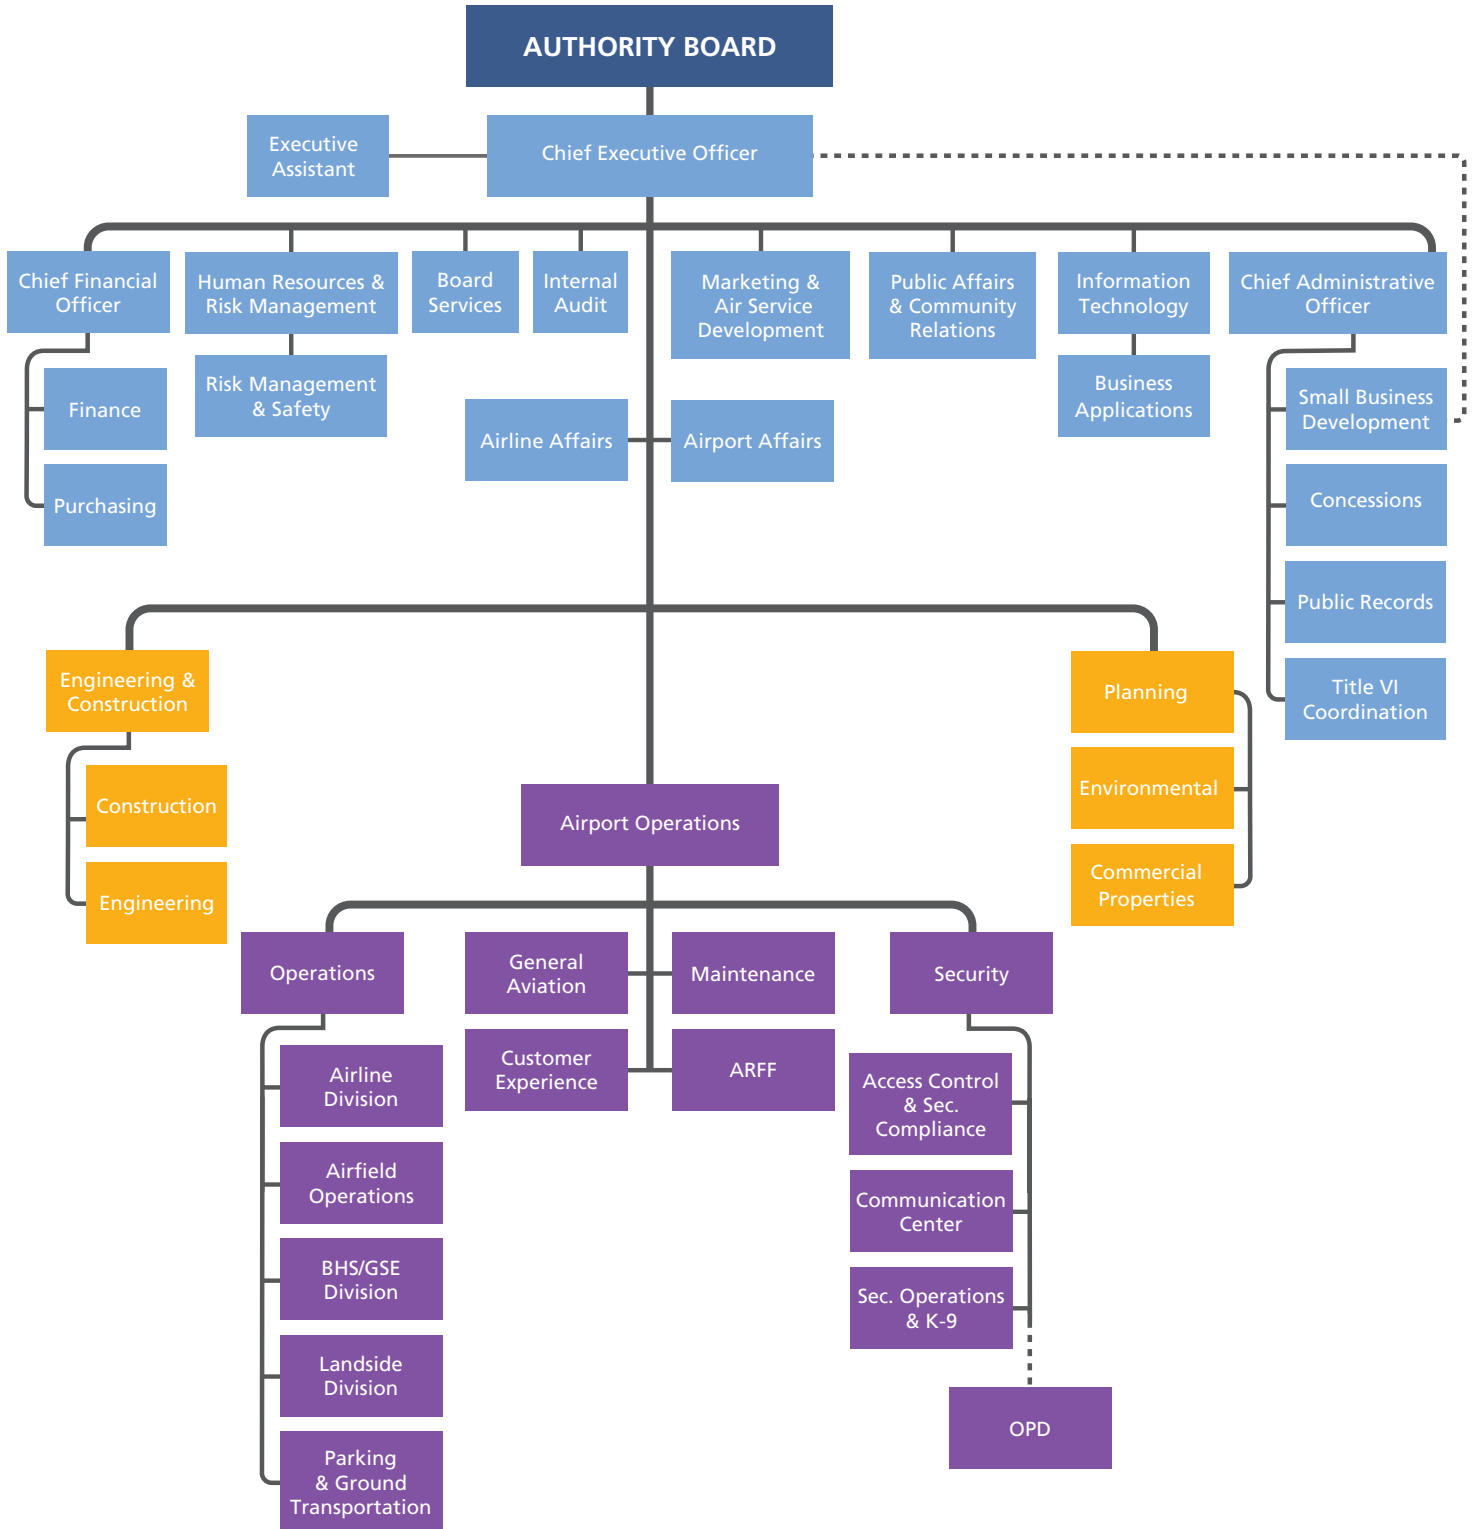 AUTHORITY BOARD
Executive
Assistant
Chief Executive Officer
Chief Financial
Officer
Human Resources &
Risk Management
Board
Services
Internal
Audit
Marketing &
Air Service
Development
Public Affairs
& Community
Relations
Information
Technology
Chief Administrative
Officer
Finance
Purchasing
Risk Management
& Safety
Airline Affairs
Airport Affairs
Business
Applications
Small Business
Development
Concessions
Public Records
Title VI
Coordination
Engineering &
Construction
Construction
Engineering
Planning
Environmental
Commercial
Properties
Airport Operations
Operations
General
Aviation
Maintenance
Security
Customer
Experience
ARFF
Airline
Division
Airfield
Operations
BHS/GSE
Division
Landside
Division
Parking
& Ground
Transportation
Access Control
& Sec.
Compliance
Communication
Center
Sec. Operations
& K-9
OPD